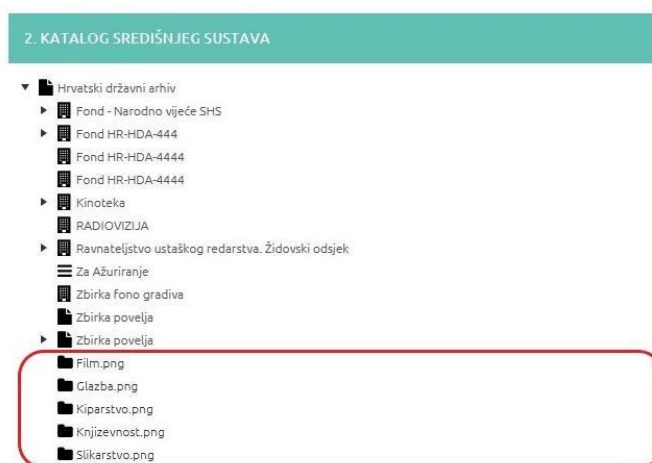 2. KATALOG SREDIŠNJEG SUSTAVA
Hrvatski državni arhiv
Fond - Narodno vijeće SHS
Fond HR-HDA-444
Fond HR-HDA-4444
Fond HR-HDA-4444
Kinoteka
RADIOVIZIJA
Ravnateljstvo ustaškog redarstva. Židovski odsjek
Za Ažuriranje
Zbirka fono gradiva
Zbirka povelja
Zbirka povelja
Film.png
Glazba.png
Kiparstvo.png
Knjizevnost.png
Slikarstvo.png